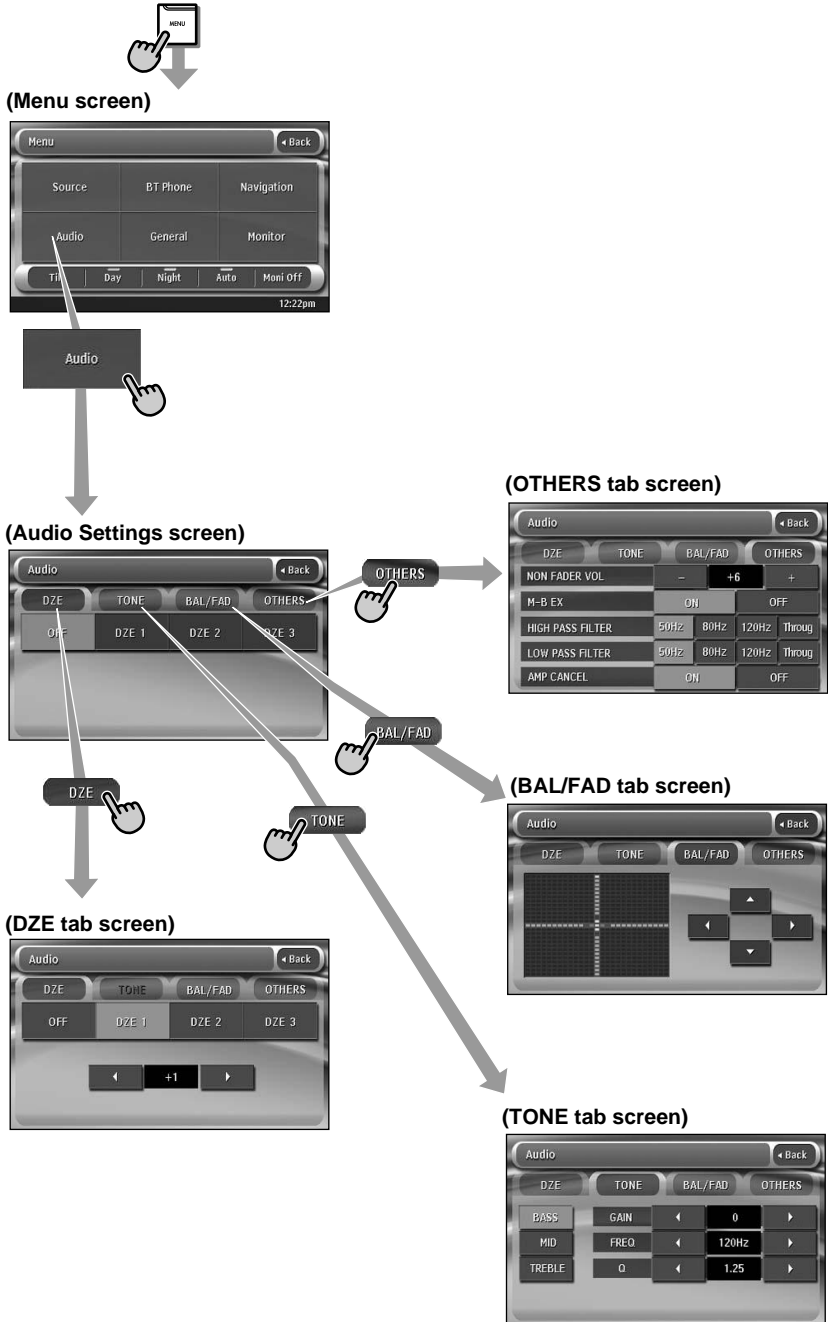 MENU
(Menu screen)
Menu
Back
Source BT Phone Navigation
Audio General Monitor
Day Night Auto Moni Off
12:22pm
Audio
(Audio Settings screen)
Audio
Back
DZE TONE BAL/FAD OTHERS
OFF DZE 1 DZE 2 DZE 3
OTHERS
(OTHERS tab screen)
Audio
Back
DZE TONE BAL/FAD OTHERS
NON FADER VOL − +6 +
M-B EX ON OFF
HIGH PASS FILTER 50Hz 80Hz 120Hz Throug
LOW PASS FILTER 50Hz 80Hz 120Hz Throug
AMP CANCEL ON OFF
BAL/FAD
(BAL/FAD tab screen)
Audio
Back
DZE TONE BAL/FAD OTHERS
DZE
TONE
(DZE tab screen)
Audio
Back
DZE TONE BAL/FAD OTHERS
OFF DZE 1 DZE 2 DZE 3
+1
(TONE tab screen)
Audio
Back
DZE TONE BAL/FAD OTHERS
BASS GAIN 0
MID FREQ 120Hz
TREBLE Q 1.25